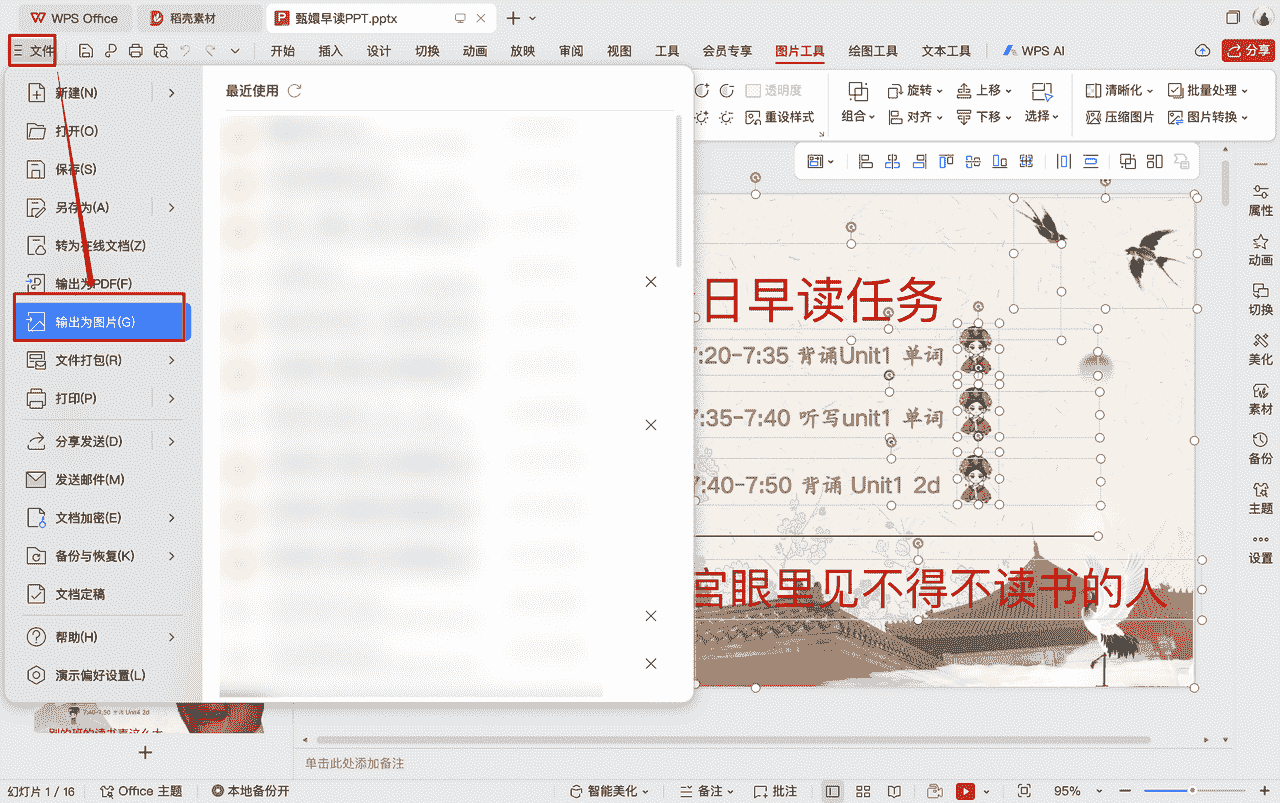 WPS Office
稻壳素材
甄嬛早读PPT.pptx
文件
开始 插入 设计 切换 动画 放映 审阅 视图 工具 会员专享 图片工具 绘图工具 文本工具 WPS AI
分享
新建(N)
打开(O)
保存(S)
另存为(A)
转为在线文档(Z)
输出为PDF(F)
输出为图片(G)
文件打包(R)
打印(P)
分享发送(D)
发送邮件(M)
文档加密(E)
备份与恢复(K)
文档定稿
帮助(H)
演示偏好设置(L)
最近使用
透明度
重设样式
组合
旋转
对齐
上移
下移
选择
清晰化
压缩图片
批量处理
图片转换
日早读任务
7:20-7:35 背诵Unit1 单词
7:35-7:40 听写unit1 单词
7:40-7:50 背诵 Unit1 2d
宫眼里见不得不读书的人
属性
动画
切换
美化
素材
备份
主题
设置
7:40-7:50 背诵 Unit4 2d
单击此处添加备注
幻灯片 1 / 16
Office 主题
本地备份开
智能美化
备注
批注
95%